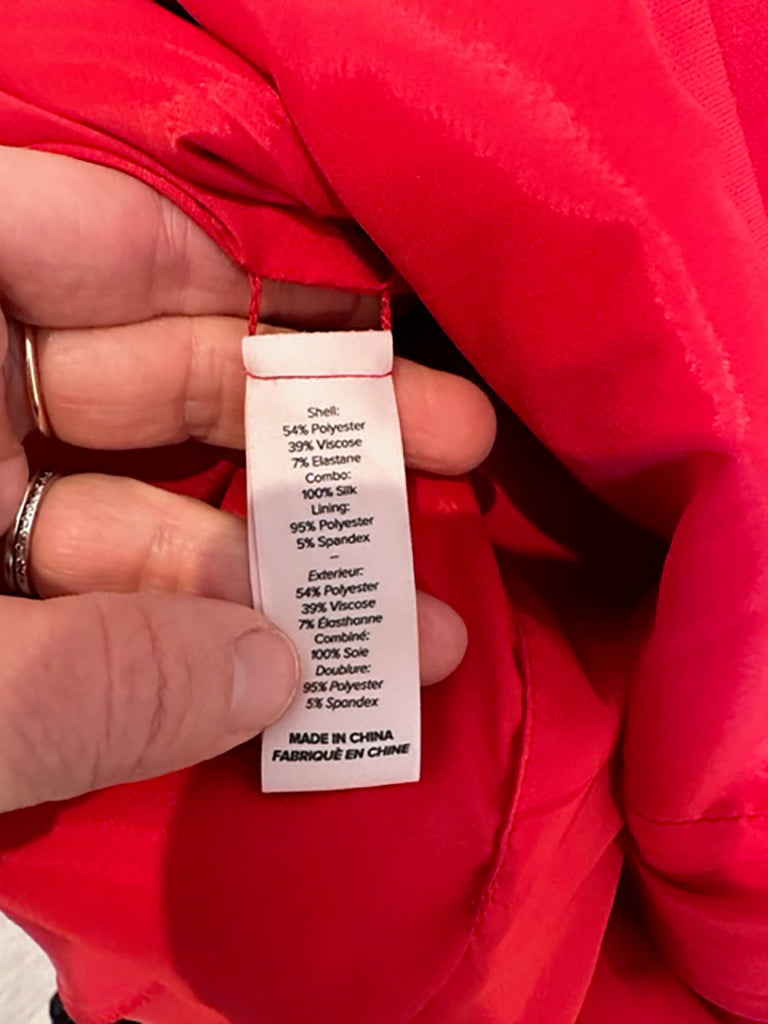 Shell:
54% Polyester
39% Viscose
7% Elastane
Combo:
100% Silk
Lining:
95% Polyester
5% Spandex
–
Exterieur:
54% Polyester
39% Viscose
7% Élasthanne
Combiné:
100% Soie
Doublure:
95% Polyester
5% Spandex
MADE IN CHINA
FABRIQUÈ EN CHINE